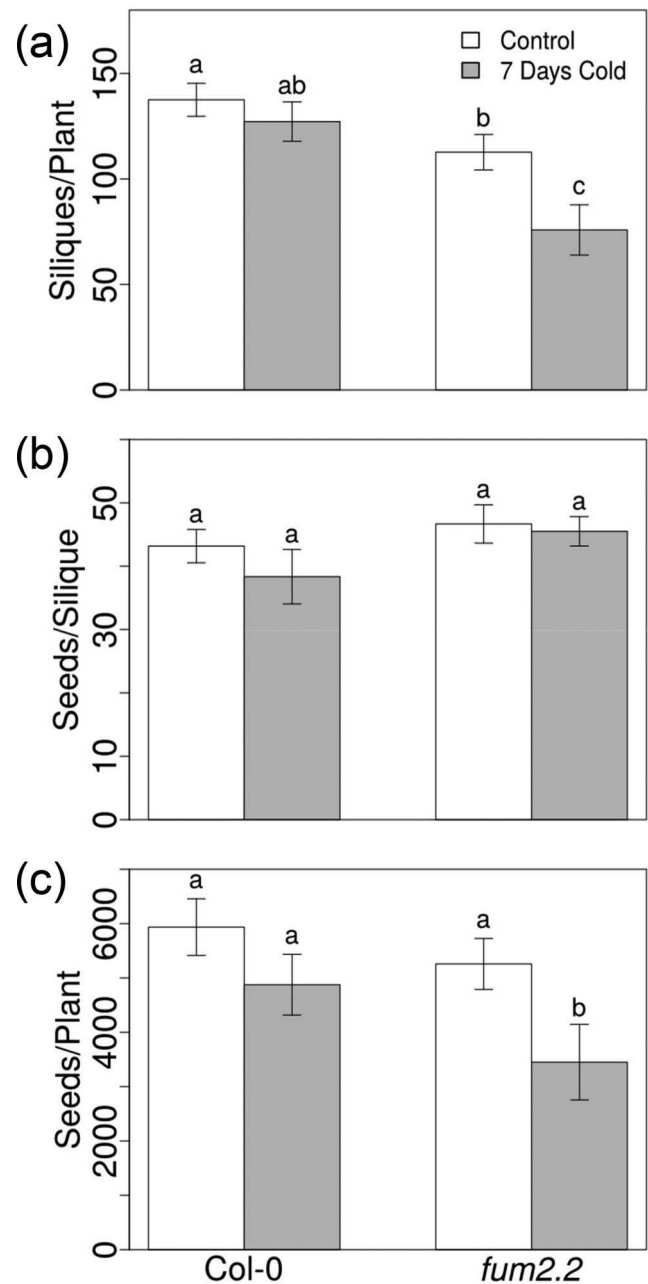 (a)
Control
7 Days Cold
Siliques/Plant
150
100
50
0
a
ab
b
c
(b)
Seeds/Silique
50
30
10
0
a
a
a
a
(c)
Seeds/Plant
6000
4000
2000
0
a
a
a
b
Col-0
fum2.2